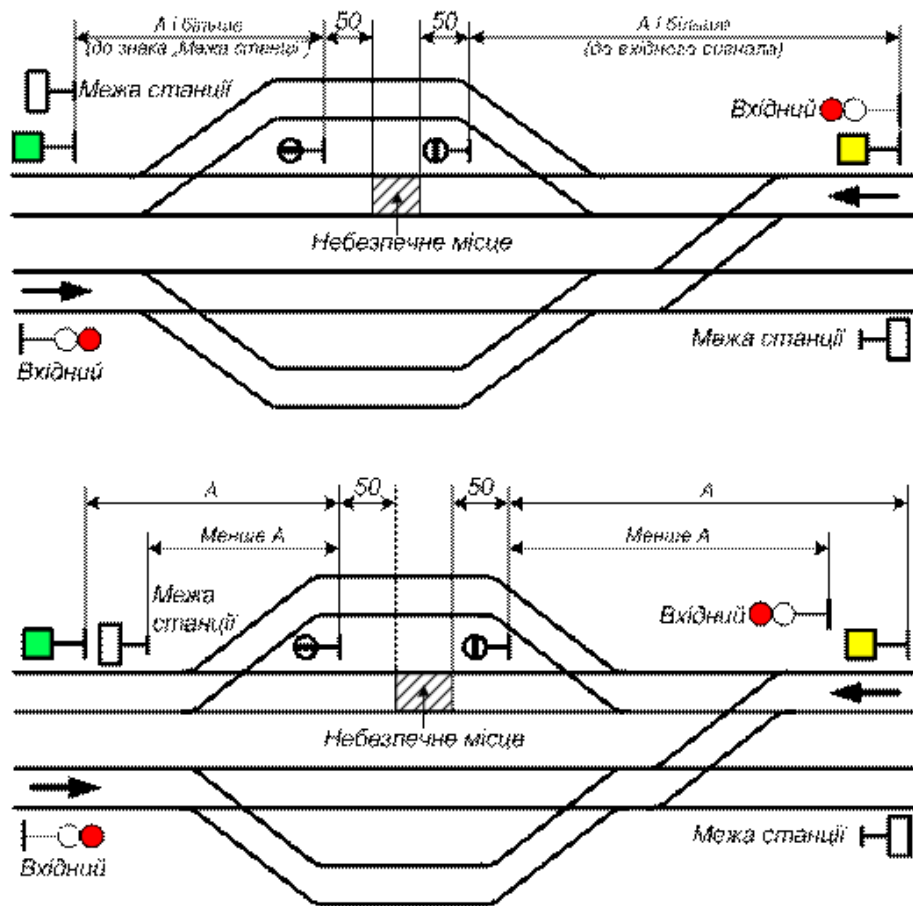 А і більше
50
50
А і більше
(до знака „Межа станції")
(до вхідного сигнала)
Межа станції
Вхідний
Небезпечне місце
Вхідний
Межа станції
А
50
50
А
Менше А
Менше А
Межа
станції
Вхідний
Небезпечне місце
Вхідний
Межа станції